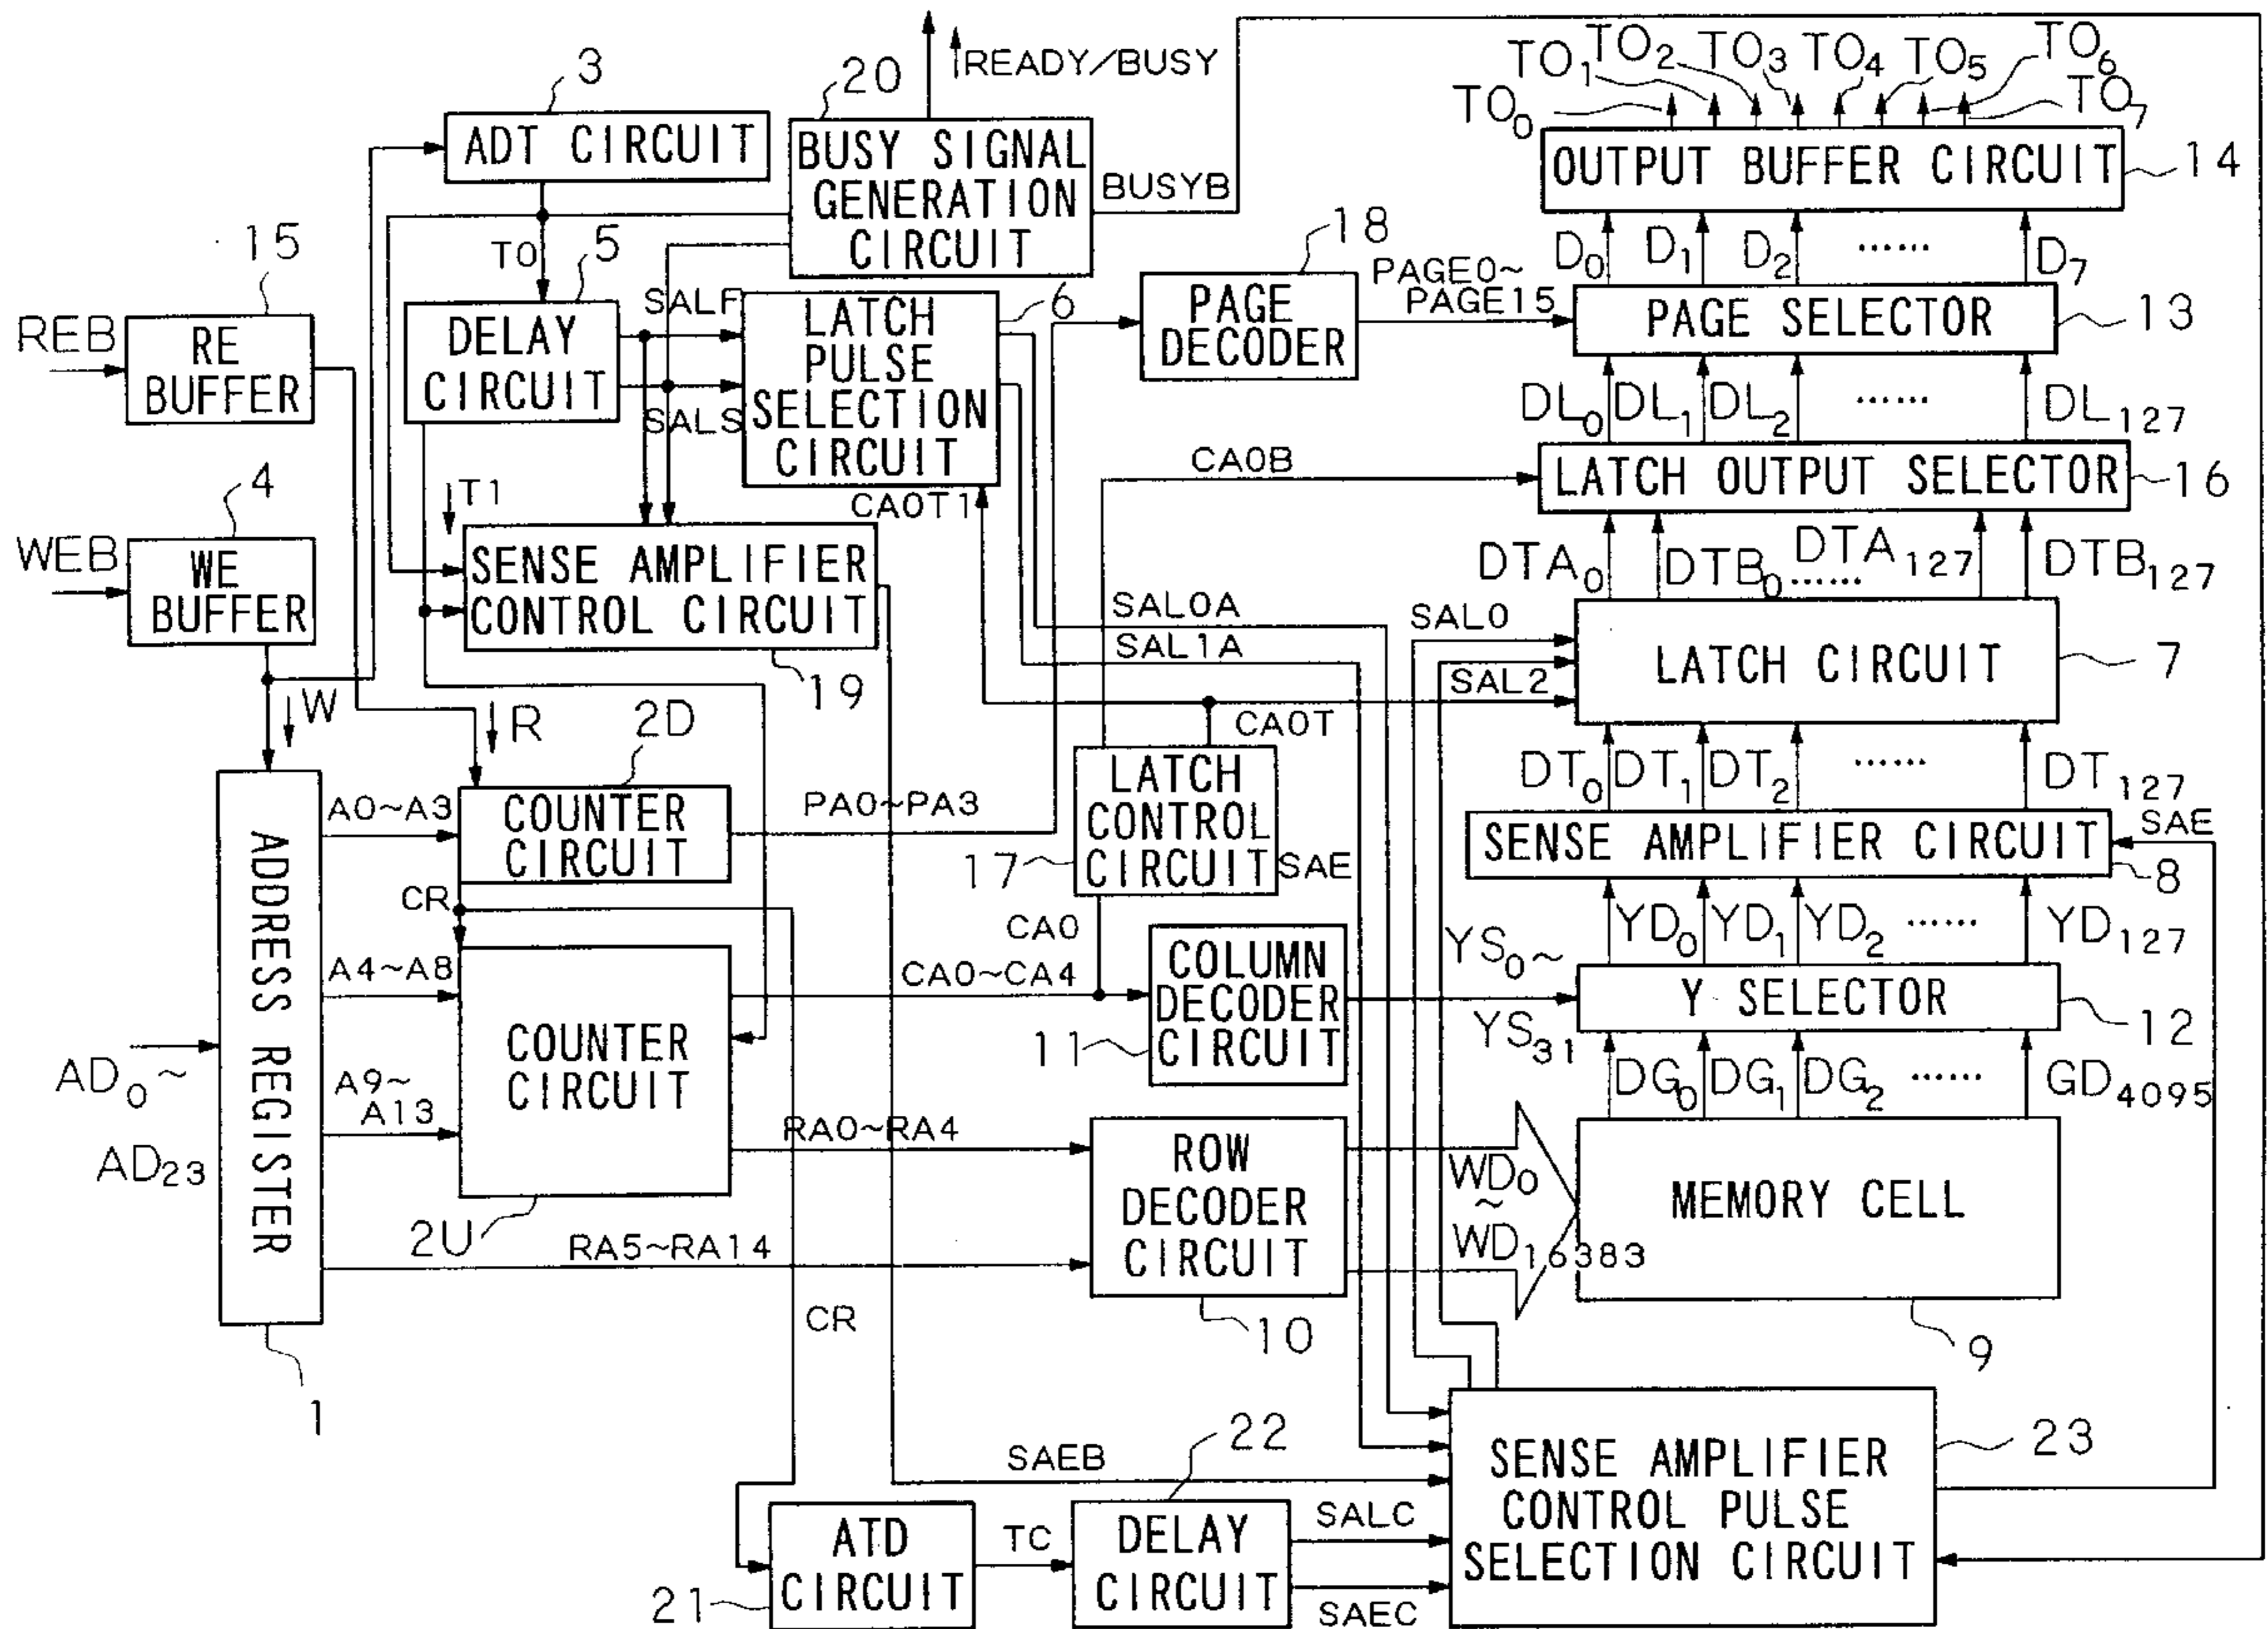 READY/BUSY
3
20
ADT CIRCUIT
BUSY SIGNAL
GENERATION
CIRCUIT
BUSYB
TO0
TO1
TO2
TO3
TO4
TO5
TO6
TO7
OUTPUT BUFFER CIRCUIT
14
15
REB
RE
BUFFER
T0
5
DELAY
CIRCUIT
SALF
SALS
6
LATCH
PULSE
SELECTION
CIRCUIT
18
PAGE
DECODER
PAGE0~
PAGE15
D0
D1
D2
......
D7
PAGE SELECTOR
13
DL0
DL1
DL2
......
DL127
4
WEB
WE
BUFFER
T1
CA0T1
CA0B
LATCH OUTPUT SELECTOR
16
SENSE AMPLIFIER
CONTROL CIRCUIT
19
DTA0
DTB0
......
DTA127
DTB127
SAL0A
SAL1A
SAL0
SAL2
LATCH CIRCUIT
7
W
R
2D
CA0T
LATCH
CONTROL
CIRCUIT
17
DT0
DT1
DT2
......
DT127
A0~A3
COUNTER
CIRCUIT
PA0~PA3
SAE
SENSE AMPLIFIER CIRCUIT
SAE
8
CR
CA0
YD0
YD1
YD2
......
YD127
ADDRESS REGISTER
A4~A8
COUNTER
CIRCUIT
CA0~CA4
COLUMN
DECODER
CIRCUIT
11
YS0~
YS31
Y SELECTOR
12
AD0~
AD23
A9~
A13
DG0
DG1
DG2
......
GD4095
RA0~RA4
ROW
DECODER
CIRCUIT
10
WD0
~
WD16383
MEMORY CELL
9
2U
RA5~RA14
1
CR
SAEB
22
SENSE AMPLIFIER
CONTROL PULSE
SELECTION CIRCUIT
23
ATD
CIRCUIT
21
TC
DELAY
CIRCUIT
SALC
SAEC